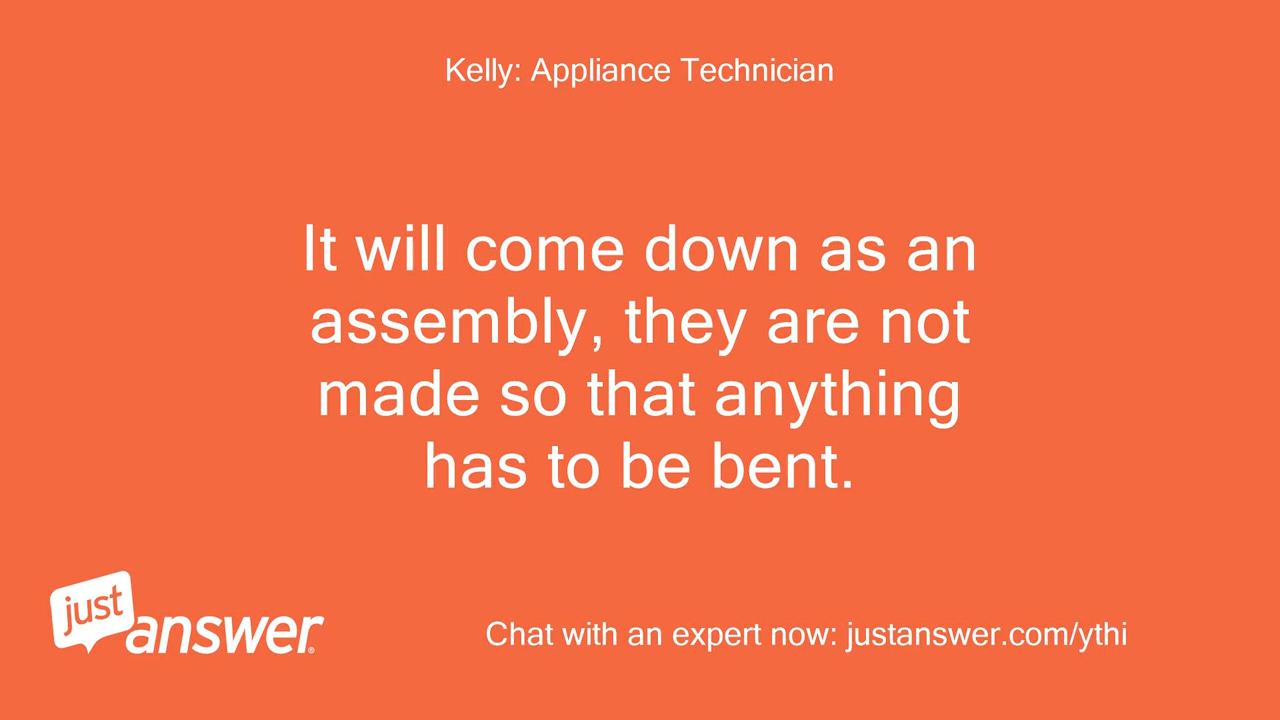 Kelly: Appliance Technician
It will come down as an
assembly, they are not
made so that anything
has to be bent.
just
answer®
Chat with an expert now: justanswer.com/ythi